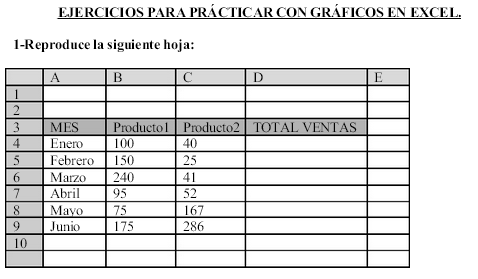 EJERCICIOS PARA PRÁCTICAR CON GRÁFICOS EN EXCEL.
1-Reproduce la siguiente hoja:
A B C D E
1
2
3 MES Producto1 Producto2 TOTAL VENTAS
4 Enero 100 40
5 Febrero 150 25
6 Marzo 240 41
7 Abril 95 52
8 Mayo 75 167
9 Junio 175 286
10